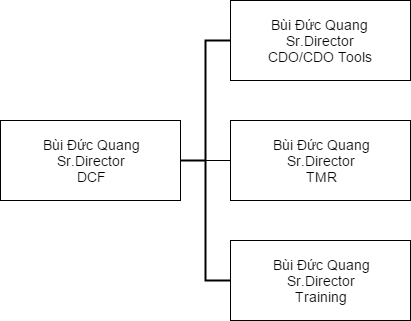 Bùi Đức Quang
Sr.Director
DCF
Bùi Đức Quang
Sr.Director
CDO/CDO Tools
Bùi Đức Quang
Sr.Director
TMR
Bùi Đức Quang
Sr.Director
Training